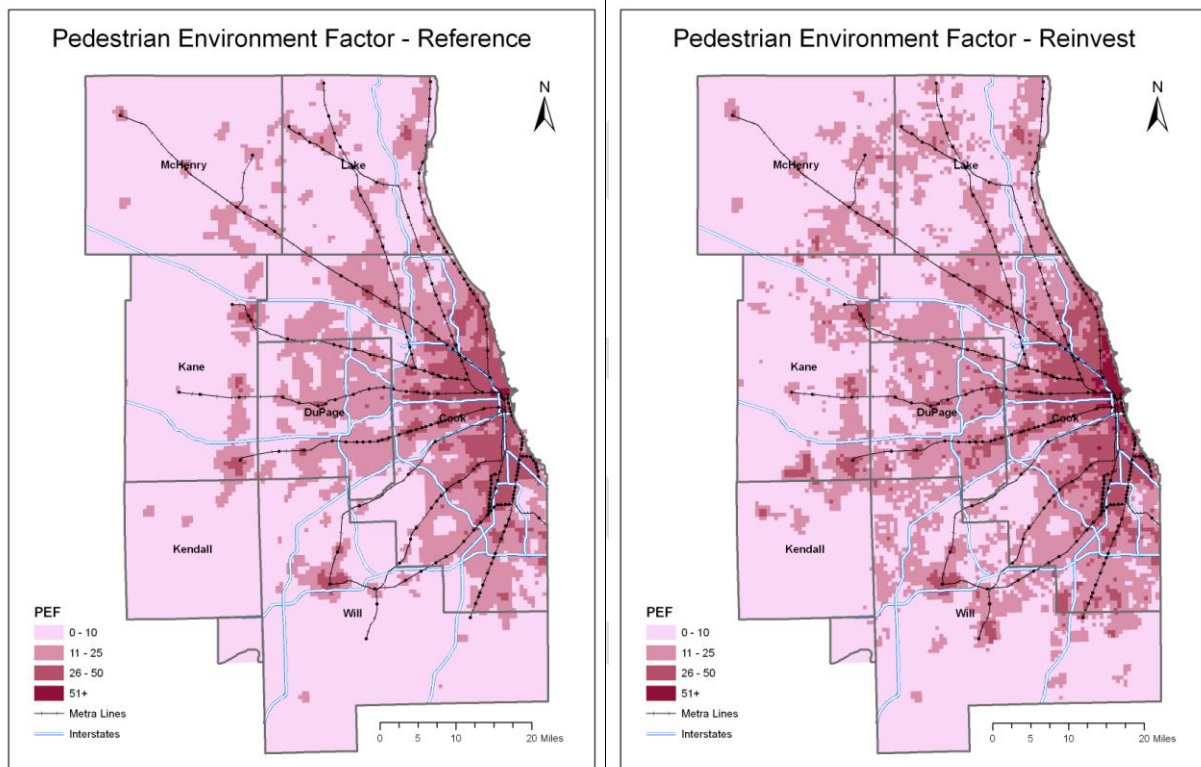 Pedestrian Environment Factor - Reference
N
McHenry
Lake
Kane
DuPage
Cook
Kendall
Will
PEF
0 - 10
11 - 25
26 - 50
51+
Metra Lines
Interstates
0 5 10 20 Miles
Pedestrian Environment Factor - Reinvest
N
McHenry
Lake
Kane
DuPage
Cook
Kendall
Will
PEF
0 - 10
11 - 25
26 - 50
51+
Metra Lines
Interstates
0 5 10 20 Miles